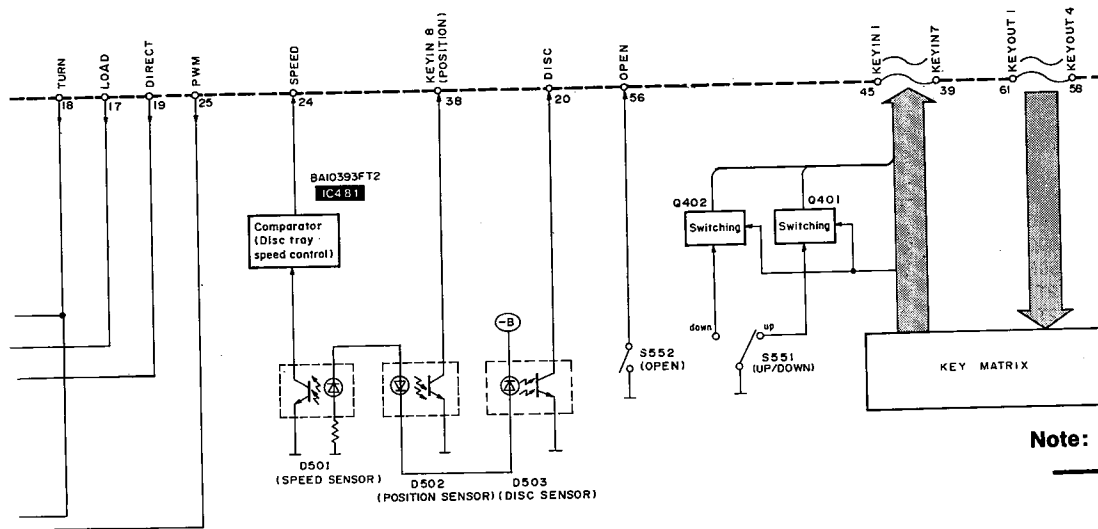 TURN
LOAD
DIRECT
PWM
SPEED
KEYIN 8
(POSITION)
DISC
OPEN
KEYIN 1
KEYIN7
KEYOUT 1
KEYOUT 4
18
17
19
25
24
38
20
56
45
39
61
58
BA10393FT2
IC481
Comparator
(Disc tray
speed control)
Q402
Switching
Q401
Switching
-B
down
up
S552
(OPEN)
S551
(UP/DOWN)
KEY MATRIX
Note:
D501
(SPEED SENSOR)
D502
(POSITION SENSOR)
D503
(DISC SENSOR)